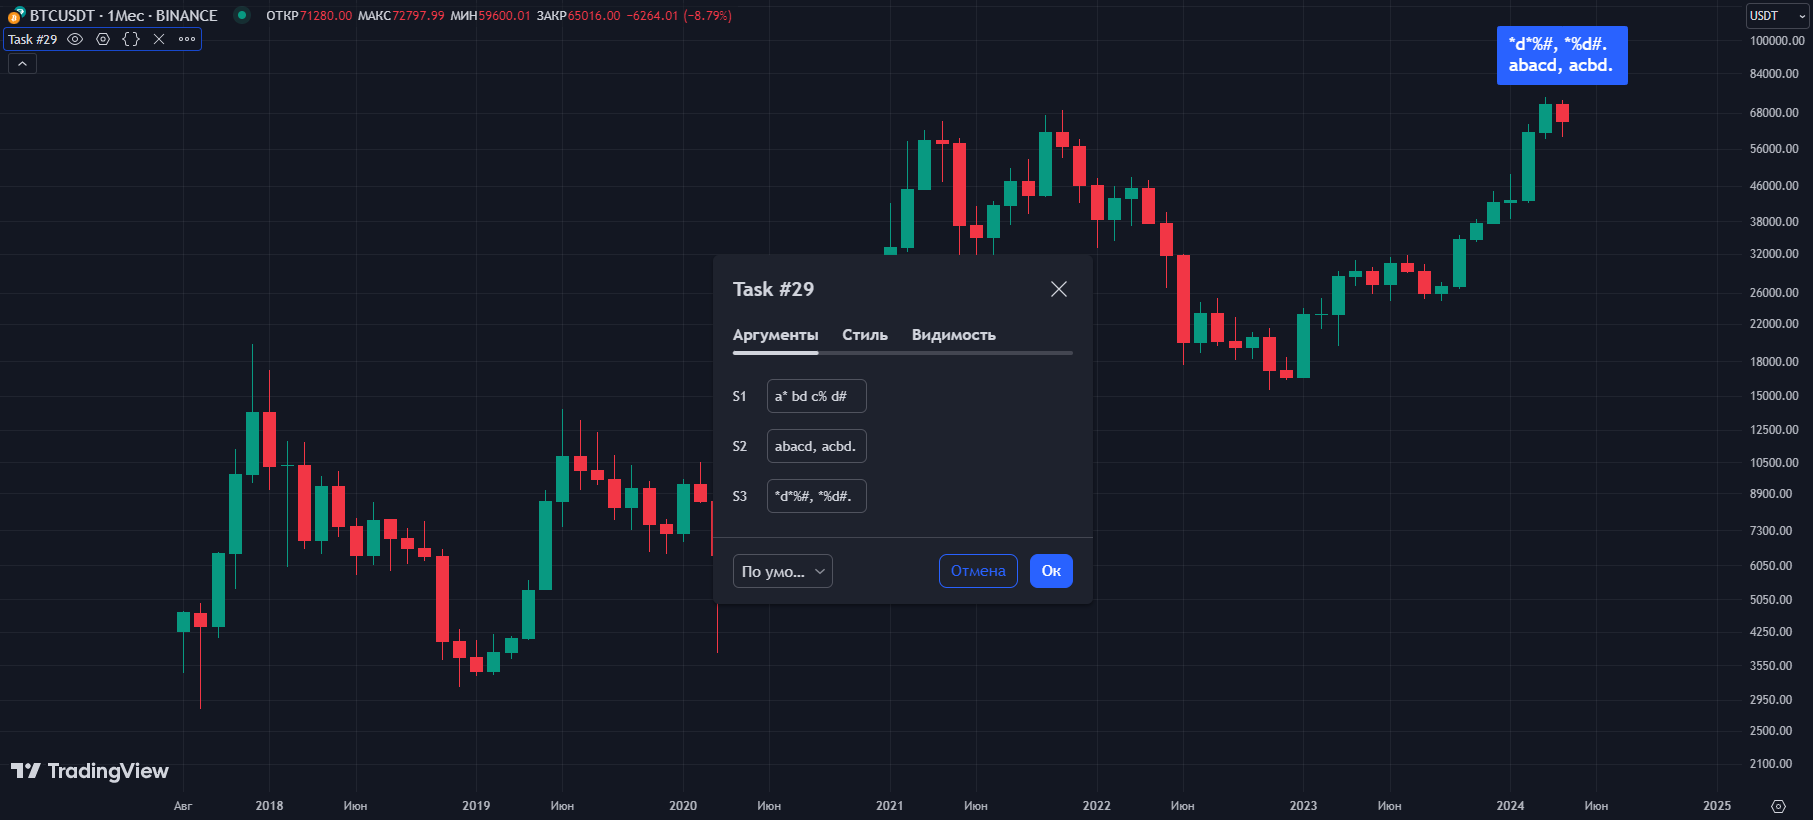 BTCUSDT · 1Мес · BINANCE
ОТКР71280.00 МАКС72797.99 МИН59600.01 ЗАКР65016.00 −6264.01 (−8.79%)
USDT
Task #29
*d*%#, *%d#.
abacd, acbd.
100000.00
84000.00
68000.00
56000.00
46000.00
38000.00
32000.00
26000.00
22000.00
18000.00
15000.00
12500.00
10500.00
8900.00
7300.00
6050.00
5050.00
4250.00
3550.00
2950.00
2500.00
2100.00
Task #29
Аргументы Стиль Видимость
S1 a* bd c% d#
S2 abacd, acbd.
S3 *d*%#, *%d#.
По умо... Отмена Ок
TradingView
Авг 2018 Июн 2019 Июн 2020 Июн 2021 Июн 2022 Июн 2023 Июн 2024 Июн 2025